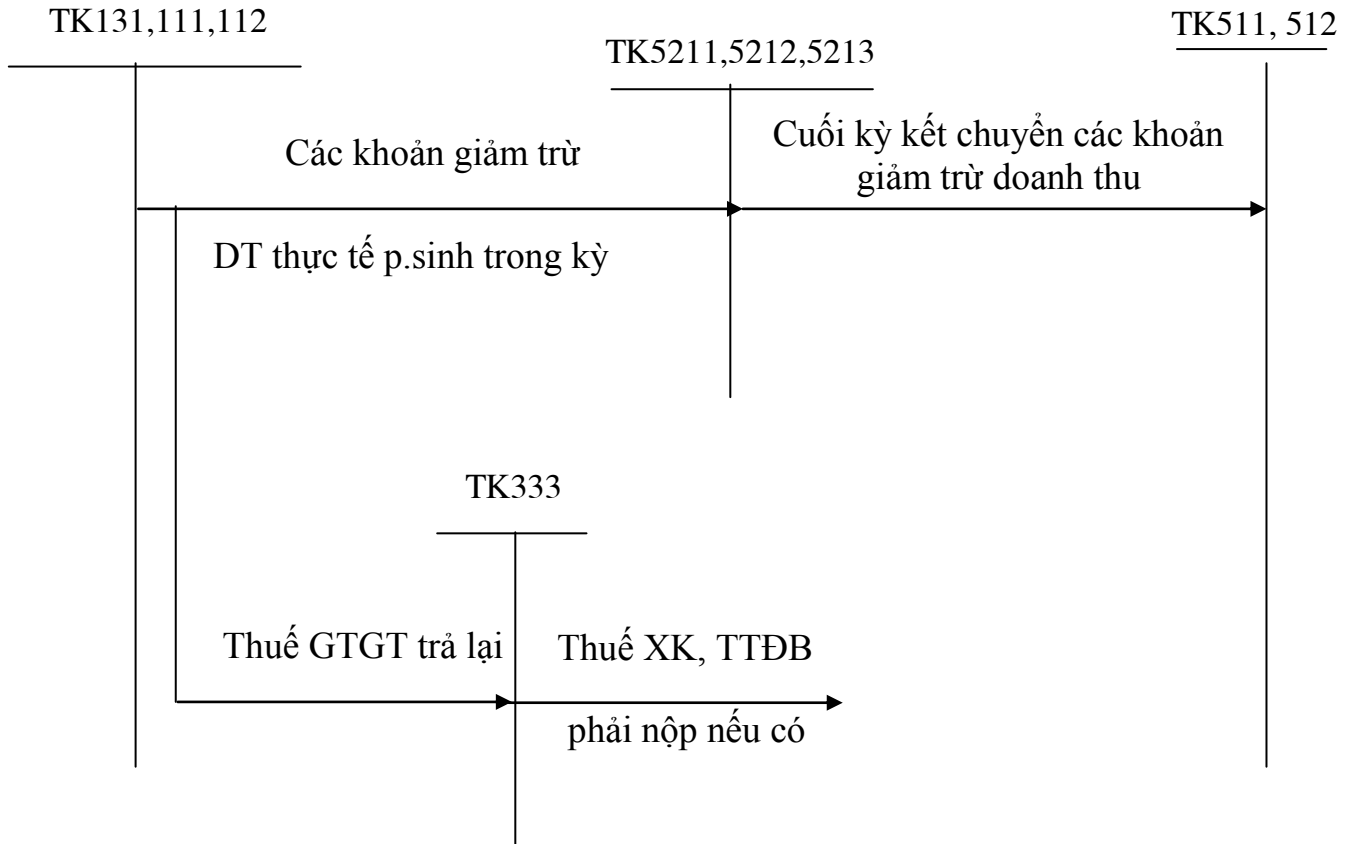 TK131,111,112
TK5211,5212,5213
TK511, 512
Các khoản giảm trừ
Cuối kỳ kết chuyển các khoản
giảm trừ doanh thu
DT thực tế p.sinh trong kỳ
TK333
Thuế GTGT trả lại
Thuế XK, TTĐB
phải nộp nếu có